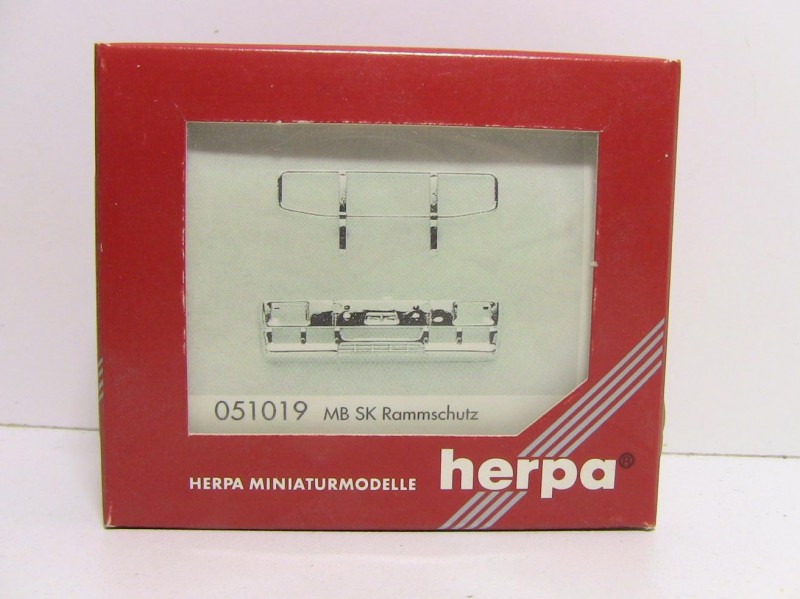 051019 MB SK Rammschutz
HERPA MINIATURMODELLE herpa®